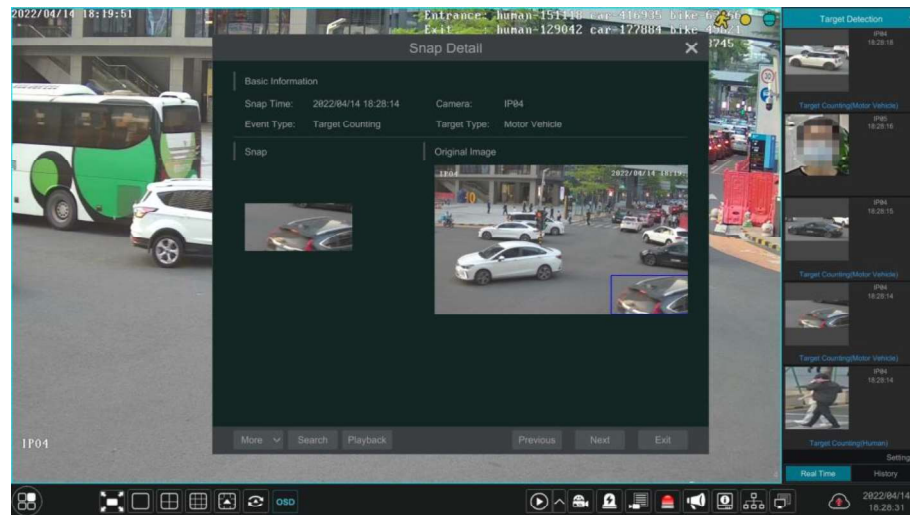 2022/04/14 18:19:51
Entrance: human-151118 car-416935
Exit : human-129042 car-177884 bike
3745
Target Detection
Snap Detail
Basic Information
Snap Time: 2022/04/14 18:28:14 Camera: IP04
Event Type: Target Counting Target Type: Motor Vehicle
Snap
Original Image
IP04 2022/04/14 18:19:
IP04
18:28:18
Target Counting(Motor Vehicle)
IP05
18:28:16
IP04
18:28:15
Target Counting(Motor Vehicle)
IP04
18:28:14
Target Counting(Motor Vehicle)
IP04
18:28:14
Target Counting(Human)
More Search Playback Previous Next Exit
IP04
Setting
Real Time History
OSD
2022/04/14
18:28:31